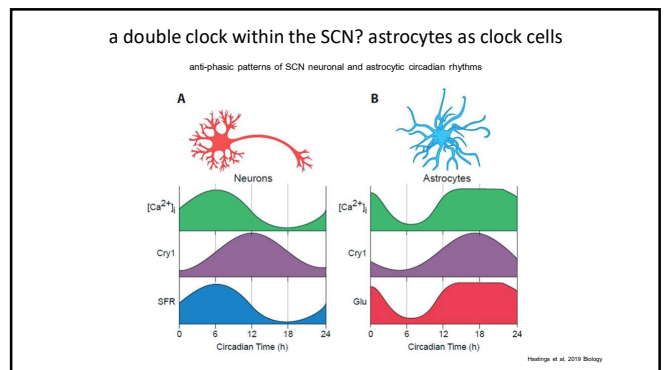 a double clock within the SCN? astrocytes as clock cells
anti-phasic patterns of SCN neuronal and astrocytic circadian rhythms
A
B
Neurons
Astrocytes
[Ca²⁺]i
[Ca²⁺]i
Cry1
Cry1
SFR
Glu
0 6 12 18 24
0 6 12 18 24
Circadian Time (h)
Circadian Time (h)
Hastings et al, 2019 Biology